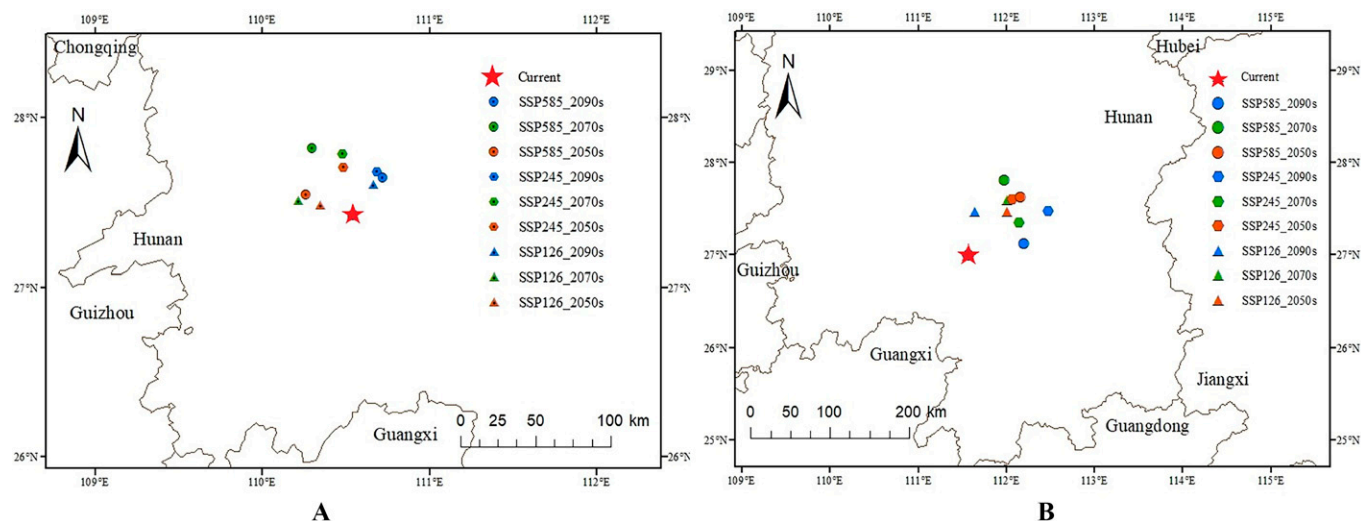 109°E 110°E 111°E 112°E
Chongqing
N
28°N
27°N
26°N
Hunan
Guizhou
Guangxi
Current
SSP585_2090s
SSP585_2070s
SSP585_2050s
SSP245_2090s
SSP245_2070s
SSP245_2050s
SSP126_2090s
SSP126_2070s
SSP126_2050s
0 25 50 100 km
28°N
27°N
26°N
109°E 110°E 111°E 112°E
A
109°E 110°E 111°E 112°E 113°E 114°E 115°E
29°N
28°N
27°N
26°N
25°N
N
Hubei
Hunan
Guizhou
Guangxi
Jiangxi
Guangdong
Current
SSP585_2090s
SSP585_2070s
SSP585_2050s
SSP245_2090s
SSP245_2070s
SSP245_2050s
SSP126_2090s
SSP126_2070s
SSP126_2050s
0 50 100 200 km
29°N
28°N
27°N
26°N
25°N
109°E 110°E 111°E 112°E 113°E 114°E 115°E
B